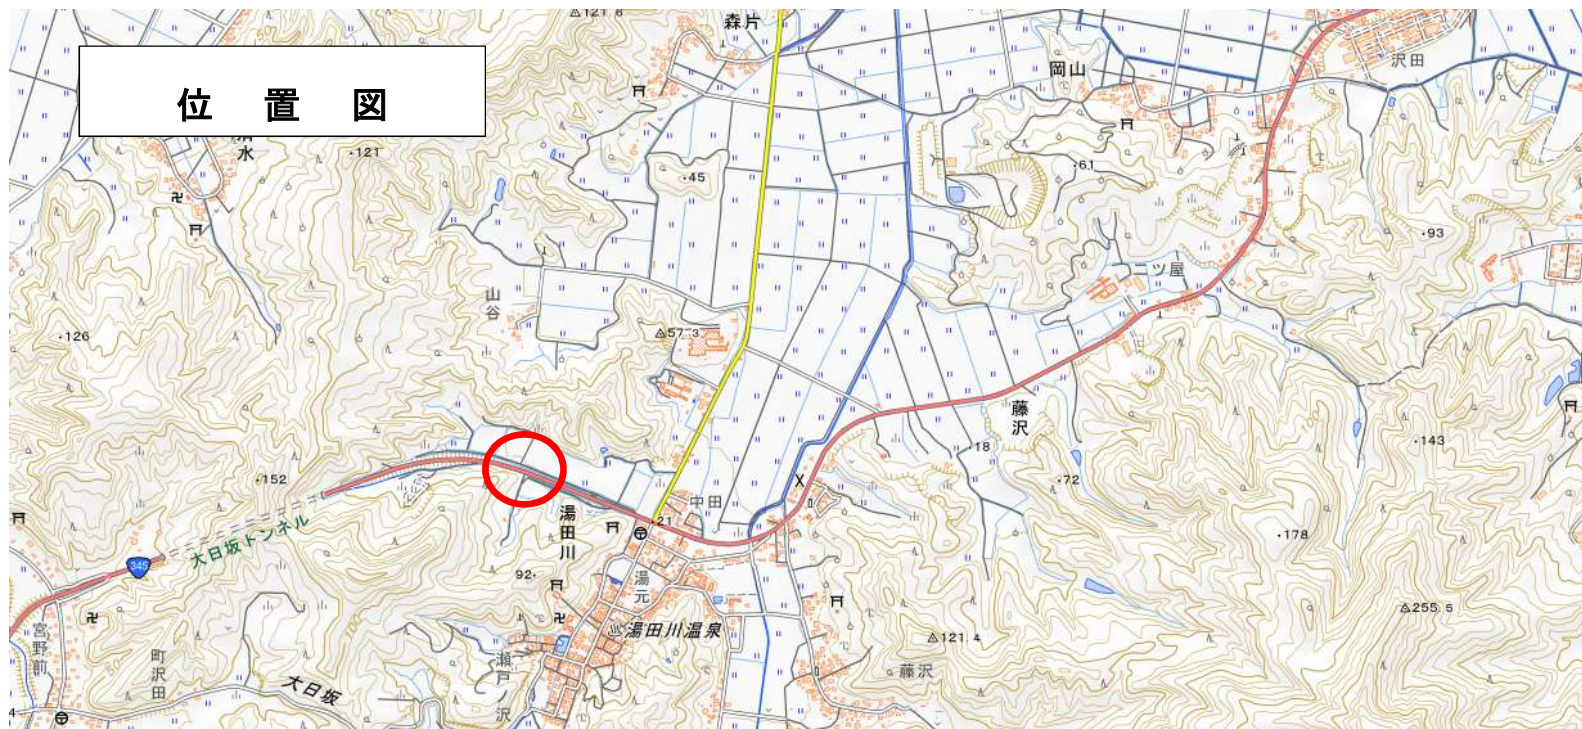 位置図
121.6
森片
岡山
沢田
水
121
45
61
93
山谷
二ツ屋
126
57.3
藤沢
143
18
152
72
中田
21
湯田川
178
大日坂トンネル
345
92
湯元
255.5
宮野前
湯田川温泉
121.4
町沢田
瀬戸ノ沢
藤沢
大日坂